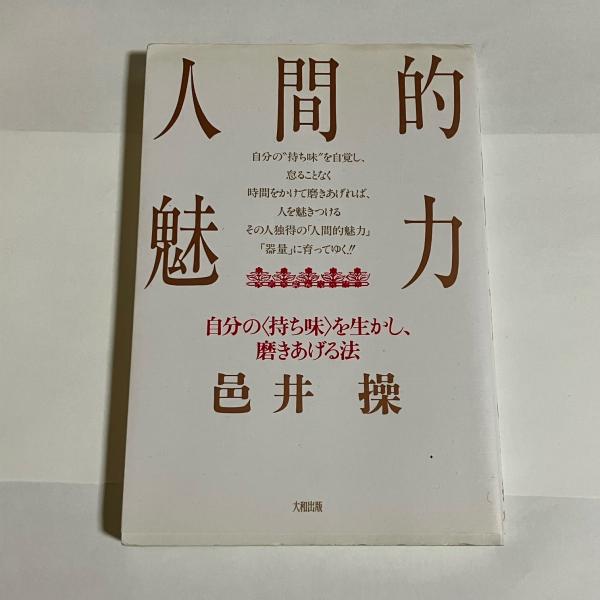 人間的
魅力
自分の〝持ち味〟を自覚し、
怠ることなく
時間をかけて磨きあげれば、
人を魅きつける
その人独得の「人間的魅力」
「器量」に育ってゆく!!
自分の〈持ち味〉を生かし、
磨きあげる法
邑井 操
大和出版